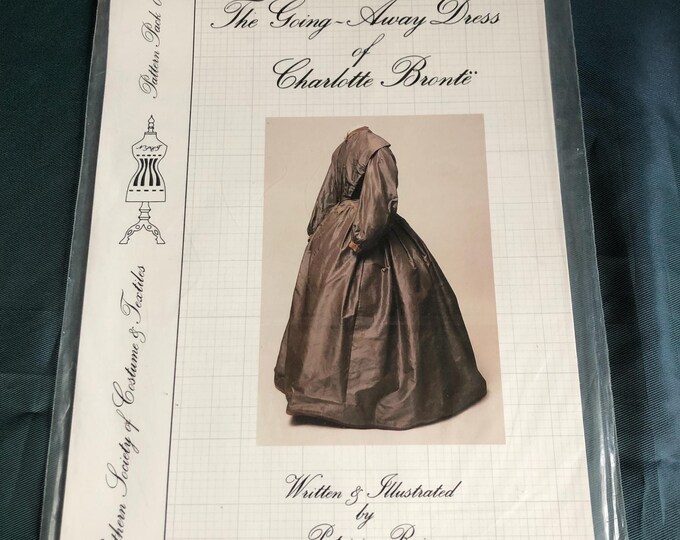 The Going~Away Dress
of
Charlotte Brontë
Written & Illustrated
by
Pattern Pack
Society of Costume & Textiles